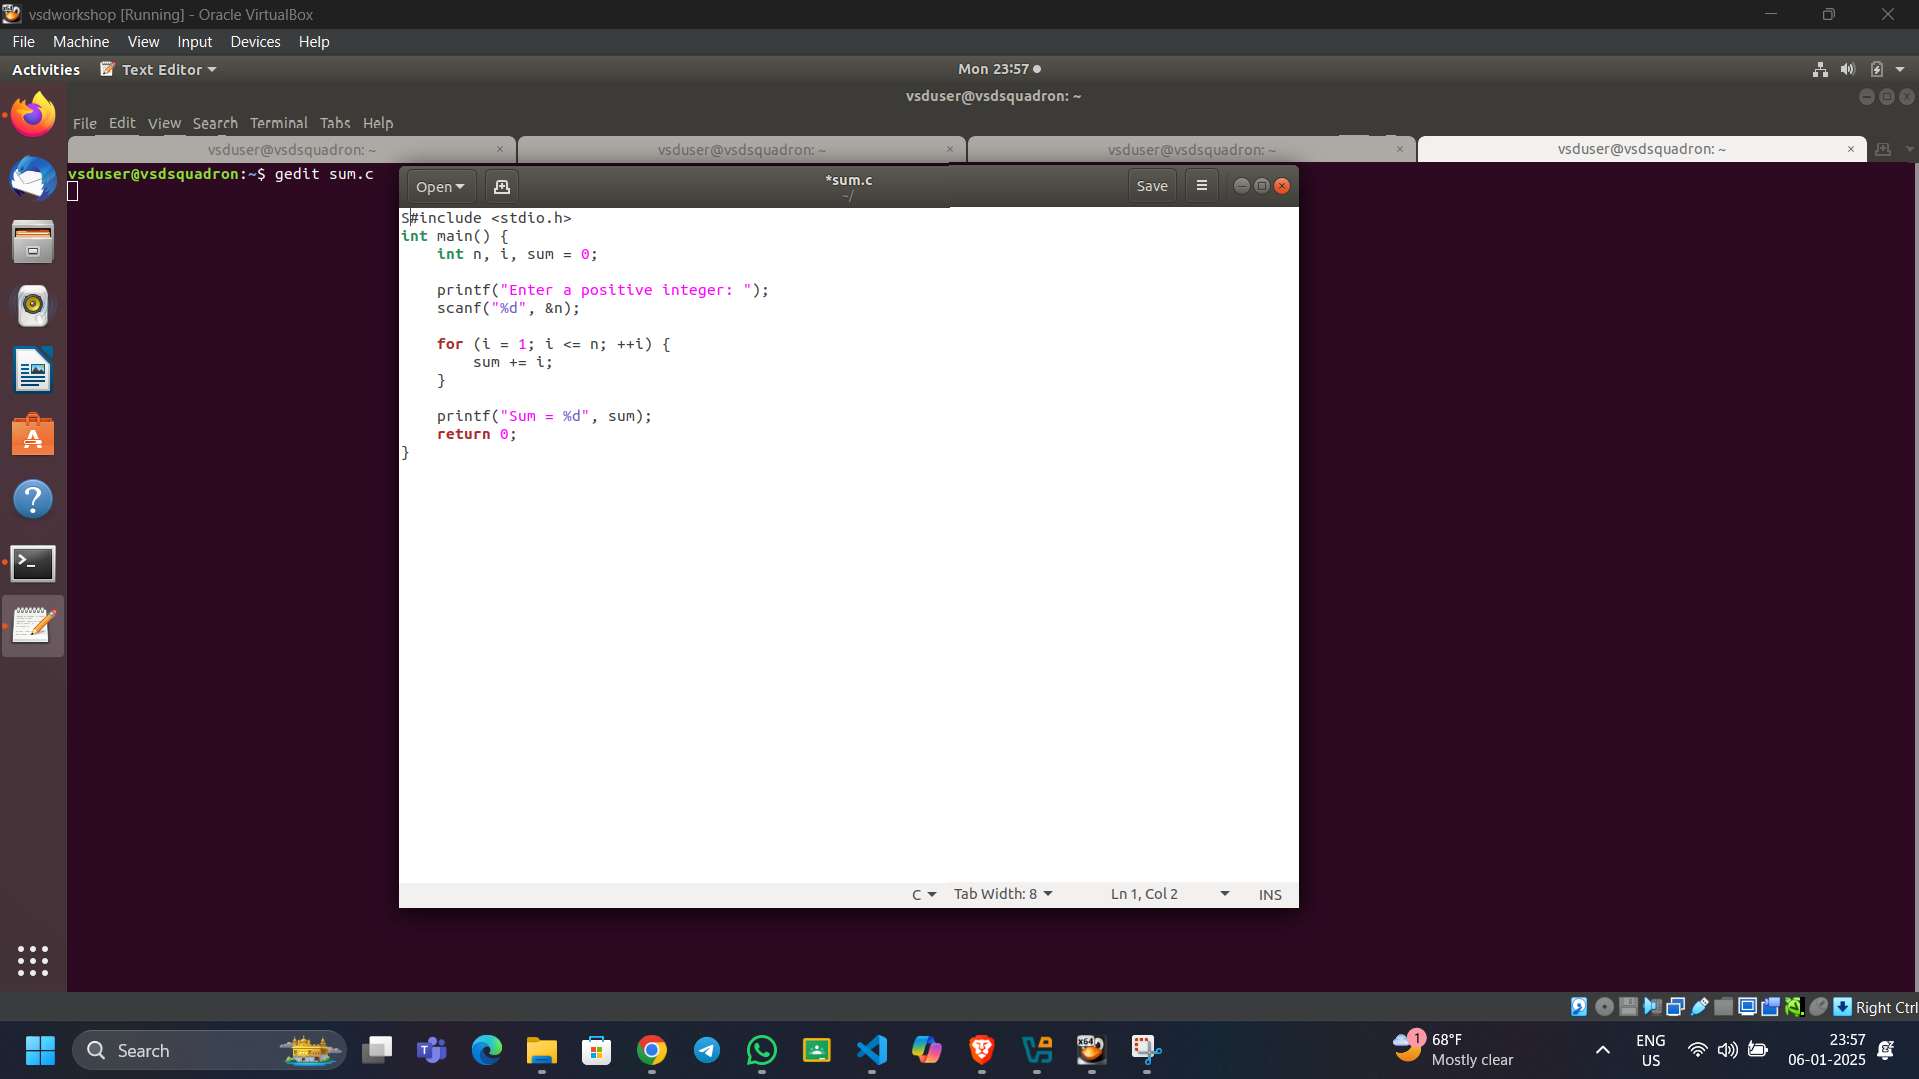 vsdworkshop [Running] - Oracle VirtualBox
File Machine View Input Devices Help
Activities Text Editor Mon 23:57
vsduser@vsdsquadron: ~
File Edit View Search Terminal Tabs Help
vsduser@vsdsquadron: ~ × vsduser@vsdsquadron: ~ × vsduser@vsdsquadron: ~ × vsduser@vsdsquadron: ~ ×
vsduser@vsdsquadron:~$ gedit sum.c
Open *sum.c Save
~/
S#include <stdio.h>
int main() {
    int n, i, sum = 0;
    printf("Enter a positive integer: ");
    scanf("%d", &n);
    for (i = 1; i <= n; ++i) {
        sum += i;
    }
    printf("Sum = %d", sum);
    return 0;
}
C Tab Width: 8 Ln 1, Col 2 INS
Right Ctrl
Search
1 68°F
Mostly clear
ENG
US
23:57
06-01-2025